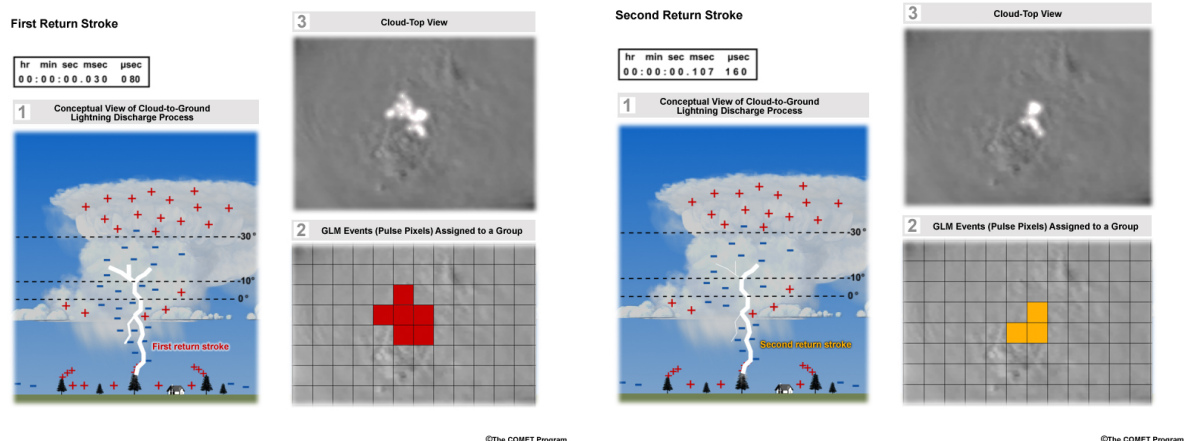 First Return Stroke
hr min sec msec µsec
00:00:00.030 080
1
Conceptual View of Cloud-to-Ground
Lightning Discharge Process
-30°
-10°
0°
First return stroke
3
Cloud-Top View
2
GLM Events (Pulse Pixels) Assigned to a Group
©The COMET Program
Second Return Stroke
hr min sec msec µsec
00:00:00.107 160
1
Conceptual View of Cloud-to-Ground
Lightning Discharge Process
-30°
-10°
0°
Second return stroke
3
Cloud-Top View
2
GLM Events (Pulse Pixels) Assigned to a Group
©The COMET Program